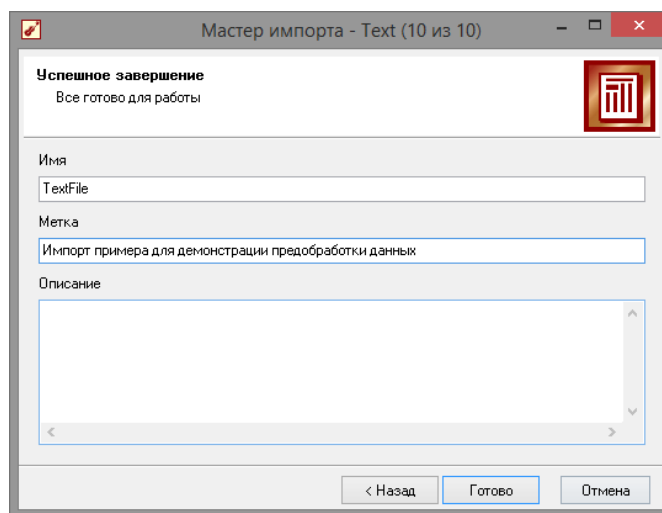 Мастер импорта - Text (10 из 10)
Успешное завершение
Все готово для работы
Имя
TextFile
Метка
Импорт примера для демонстрации предобработки данных
Описание
< Назад Готово Отмена